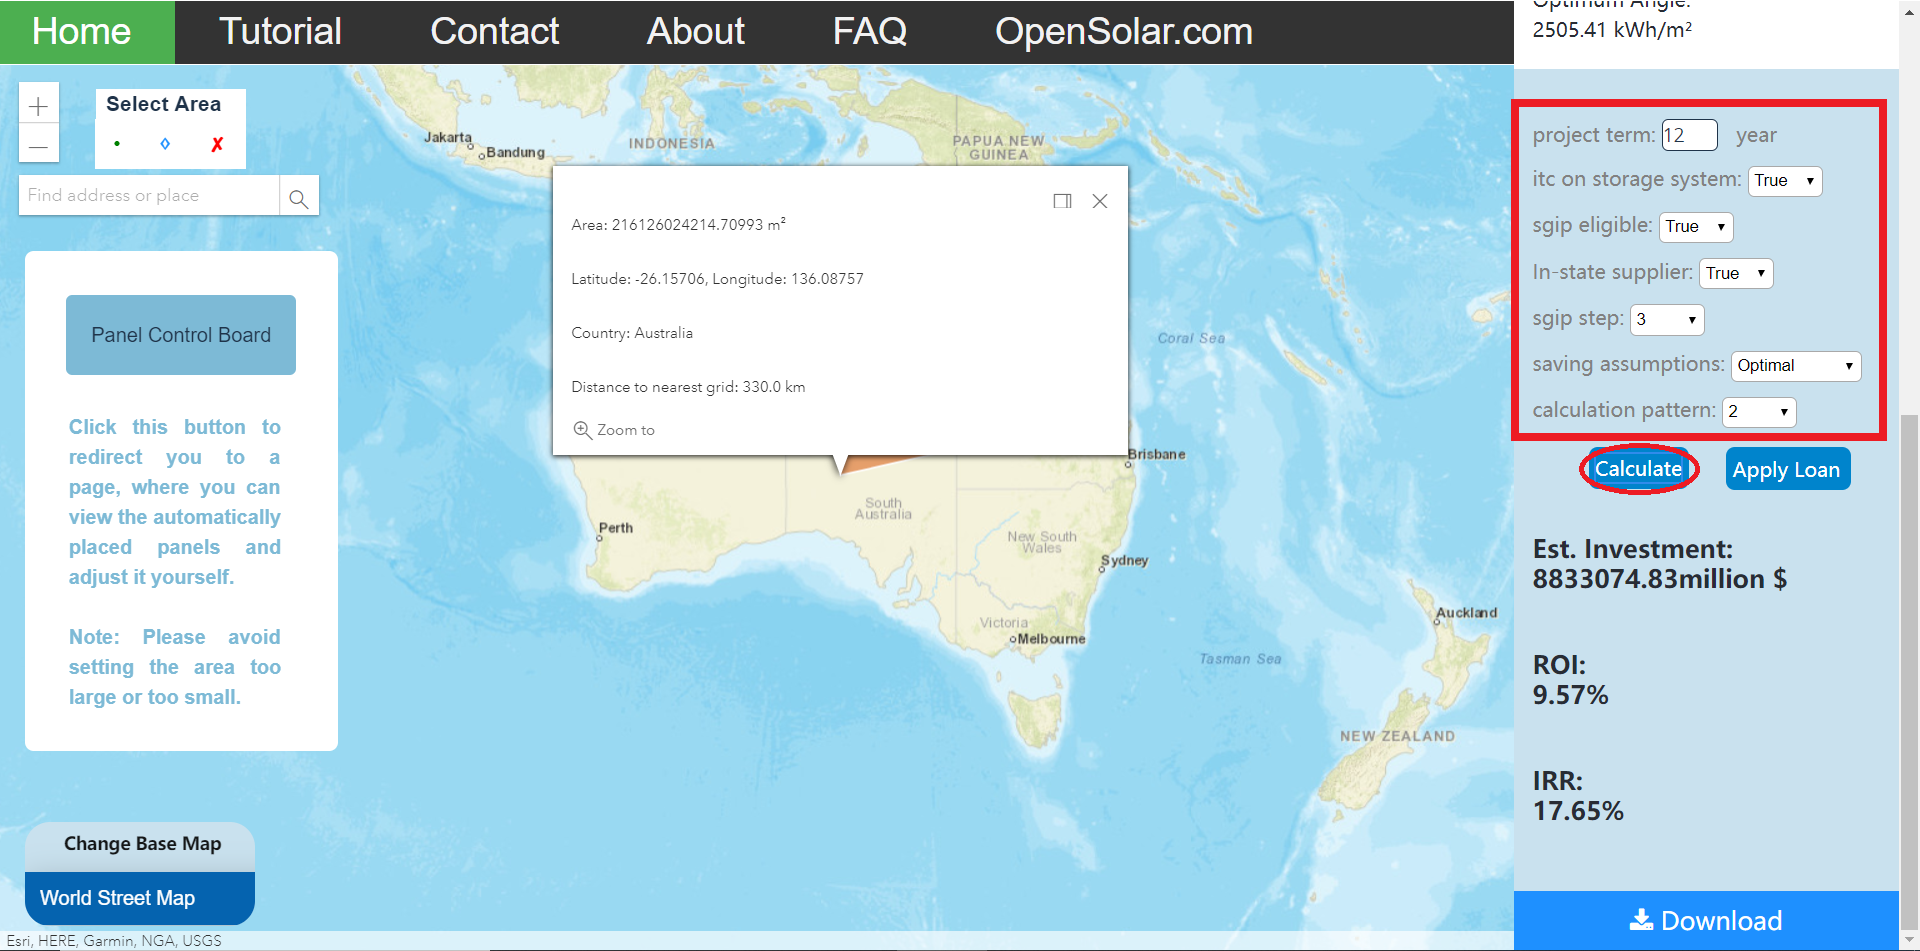 Home Tutorial Contact About FAQ OpenSolar.com
Optimum Angle:
2505.41 kWh/m²
Select Area
Find address or place
Panel Control Board
Click this button to
redirect you to a
page, where you can
view the automatically
placed panels and
adjust it yourself.
Note: Please avoid
setting the area too
large or too small.
Change Base Map
World Street Map
Esri, HERE, Garmin, NGA, USGS
Jakarta
Bandung
INDONESIA
PAPUA NEW
GUINEA
Area: 216126024214.70993 m²
Latitude: -26.15706, Longitude: 136.08757
Country: Australia
Distance to nearest grid: 330.0 km
Zoom to
Coral Sea
Brisbane
South
Australia
Perth
New South
Wales
Sydney
Victoria
Melbourne
Tasman Sea
Auckland
NEW ZEALAND
project term: 12 year
itc on storage system: True
sgip eligible: True
In-state supplier: True
sgip step: 3
saving assumptions: Optimal
calculation pattern: 2
Calculate Apply Loan
Est. Investment:
8833074.83million $
ROI:
9.57%
IRR:
17.65%
Download